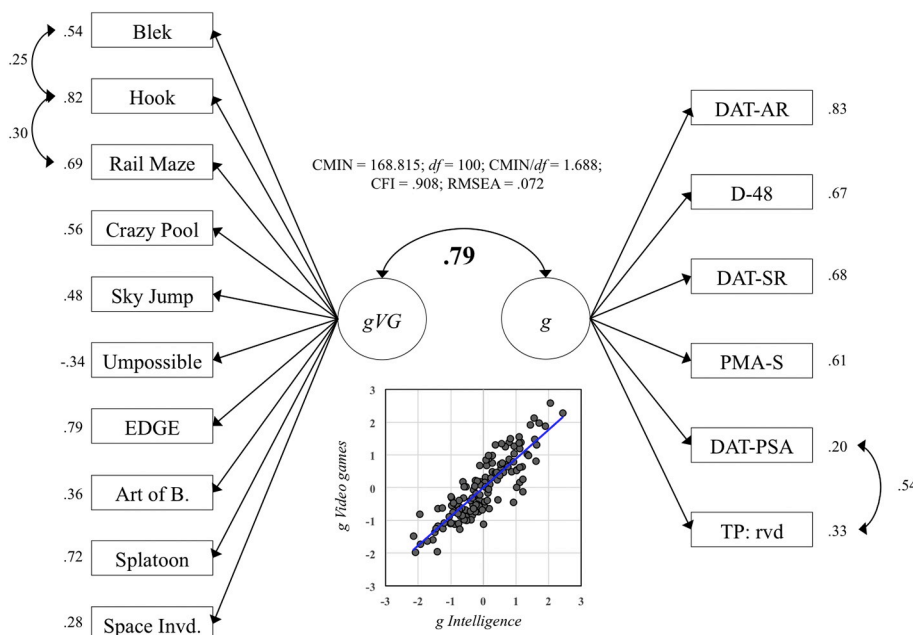 .54 Blek
.25
.82 Hook
.30
.69 Rail Maze
.56 Crazy Pool
.48 Sky Jump
-.34 Umpossible
.79 EDGE
.36 Art of B.
.72 Splatoon
.28 Space Invd.
CMIN = 168.815; df = 100; CMIN/df = 1.688;
CFI = .908; RMSEA = .072
.79
gVG
g
DAT-AR .83
D-48 .67
DAT-SR .68
PMA-S .61
DAT-PSA .20
.54
TP: rvd .33
g Video games
3
2
1
0
-1
-2
-3
-3 -2 -1 0 1 2 3
g Intelligence